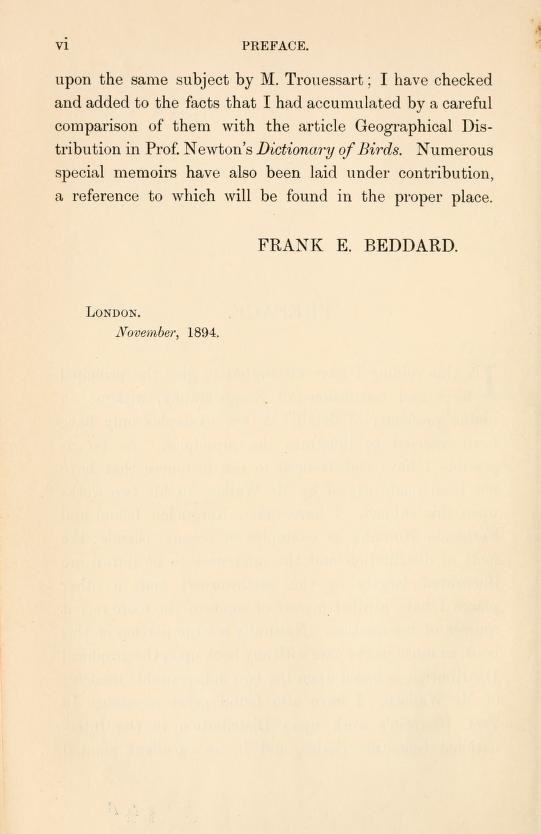 vi
PREFACE.
upon the same subject by M. Trouessart; I have checked
and added to the facts that I had accumulated by a careful
comparison of them with the article Geographical Dis-
tribution in Prof. Newton's Dictionary of Birds. Numerous
special memoirs have also been laid under contribution,
a reference to which will be found in the proper place.
FRANK E. BEDDARD.
LONDON.
November, 1894.